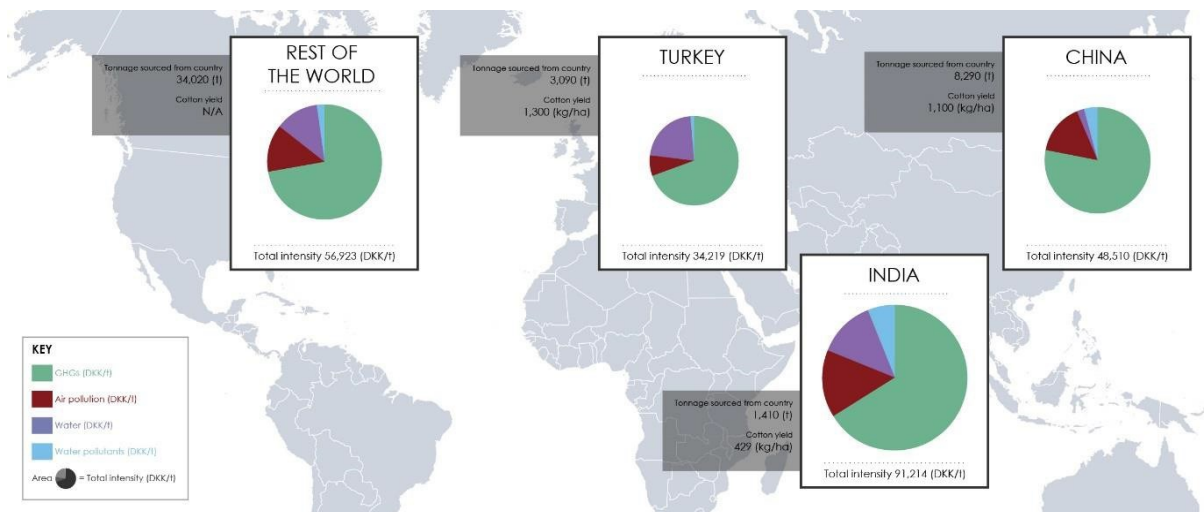 REST OF
THE WORLD
Tonnage sourced from country
34,020 (t)
Cotton yield
N/A
Total intensity 56,923 (DKK/t)
TURKEY
Tonnage sourced from country
3,090 (t)
Cotton yield
1,300 (kg/ha)
Total intensity 34,219 (DKK/t)
CHINA
Tonnage sourced from country
8,290 (t)
Cotton yield
1,100 (kg/ha)
Total intensity 48,510 (DKK/t)
INDIA
Tonnage sourced from country
1,410 (t)
Cotton yield
429 (kg/ha)
Total intensity 91,214 (DKK/t)
KEY
GHGs (DKK/t)
Air pollution (DKK/t)
Water (DKK/t)
Water pollutants (DKK/t)
Area = Total intensity (DKK/t)